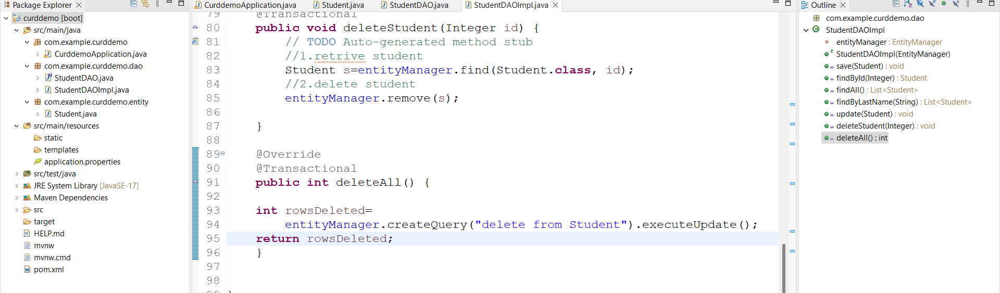 Package Explorer
curddemo [boot]
src/main/java
com.example.curddemo
CurddemoApplication.java
com.example.curddemo.dao
StudentDAO.java
StudentDAOImpl.java
com.example.curddemo.entity
Student.java
src/main/resources
static
templates
application.properties
src/test/java
JRE System Library [JavaSE-17]
Maven Dependencies
src
target
HELP.md
mvnw
mvnw.cmd
pom.xml
CurddemoApplication.java
Student.java
StudentDAO.java
StudentDAOImpl.java
79 @Transactional
80 public void deleteStudent(Integer id) {
81 // TODO Auto-generated method stub
82 //1.retrive student
83 Student s=entityManager.find(Student.class, id);
84 //2.delete student
85 entityManager.remove(s);
86
87 }
88
89 @Override
90 @Transactional
91 public int deleteAll() {
92
93 int rowsDeleted=
94 entityManager.createQuery("delete from Student").executeUpdate();
95 return rowsDeleted;
96 }
97
98
Outline
com.example.curddemo.dao
StudentDAOImpl
entityManager : EntityManager
StudentDAOImpl(EntityManager)
save(Student) : void
findById(Integer) : Student
findAll() : List<Student>
findByLastName(String) : List<Student>
update(Student) : void
deleteStudent(Integer) : void
deleteAll() : int